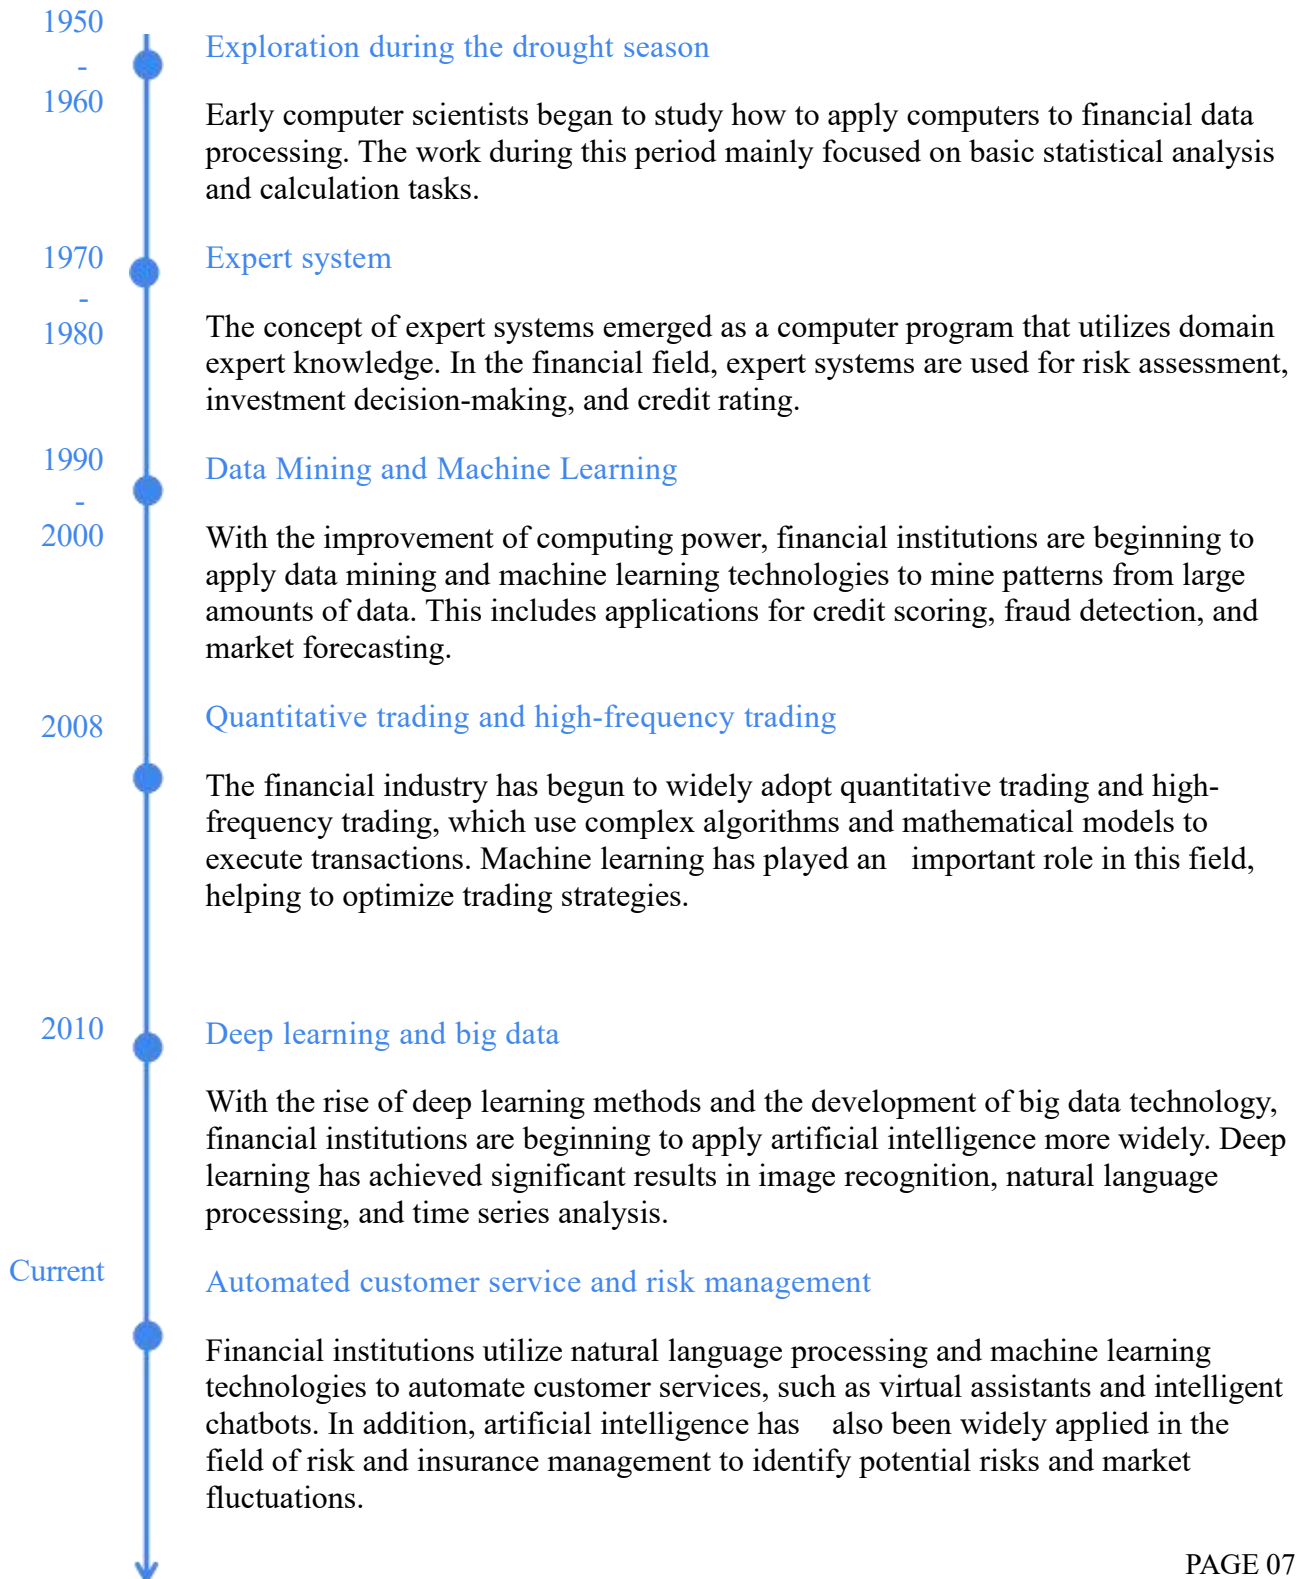 1950
-
1960
Exploration during the drought season
Early computer scientists began to study how to apply computers to financial data
processing. The work during this period mainly focused on basic statistical analysis
and calculation tasks.
1970
-
1980
Expert system
The concept of expert systems emerged as a computer program that utilizes domain
expert knowledge. In the financial field, expert systems are used for risk assessment,
investment decision-making, and credit rating.
1990
-
2000
Data Mining and Machine Learning
With the improvement of computing power, financial institutions are beginning to
apply data mining and machine learning technologies to mine patterns from large
amounts of data. This includes applications for credit scoring, fraud detection, and
market forecasting.
2008
Quantitative trading and high-frequency trading
The financial industry has begun to widely adopt quantitative trading and high-
frequency trading, which use complex algorithms and mathematical models to
execute transactions. Machine learning has played an important role in this field,
helping to optimize trading strategies.
2010
Deep learning and big data
With the rise of deep learning methods and the development of big data technology,
financial institutions are beginning to apply artificial intelligence more widely. Deep
learning has achieved significant results in image recognition, natural language
processing, and time series analysis.
Current
Automated customer service and risk management
Financial institutions utilize natural language processing and machine learning
technologies to automate customer services, such as virtual assistants and intelligent
chatbots. In addition, artificial intelligence has also been widely applied in the
field of risk and insurance management to identify potential risks and market
fluctuations.
PAGE 07